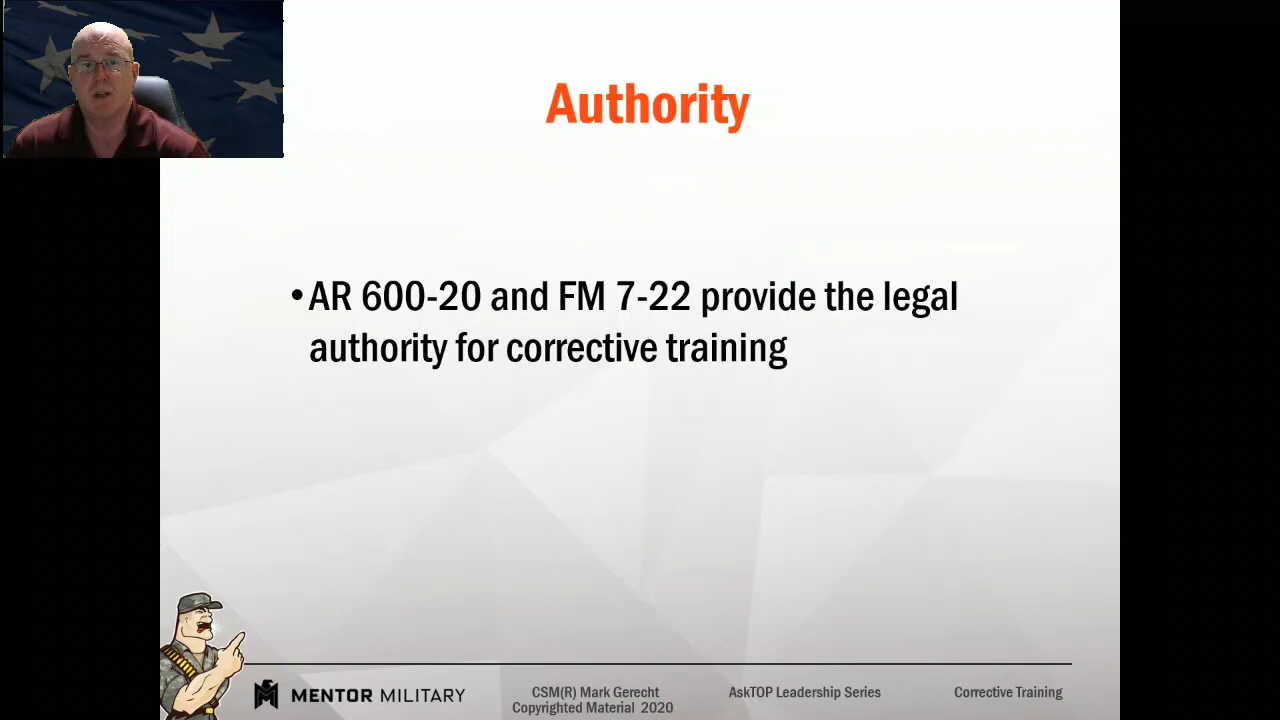 Authority
•AR 600-20 and FM 7-22 provide the legal
authority for corrective training
MENTOR MILITARY
CSM(R) Mark Gerecht
Copyrighted Material 2020
AskTOP Leadership Series
Corrective Training